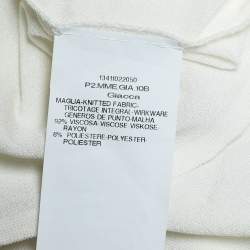 13411022050
P2.MME.GIA.10B
Giacca
MAGLIA-KNITTED FABRIC-
TRICOTAGE INTEGRAL-WIRKWARE
GENEROS DE PUNTO-MALHA
92% VISCOSA-VISCOSE-VISKOSE-
RAYON
8% POLIESTERE-POLYESTER-
POLIESTER